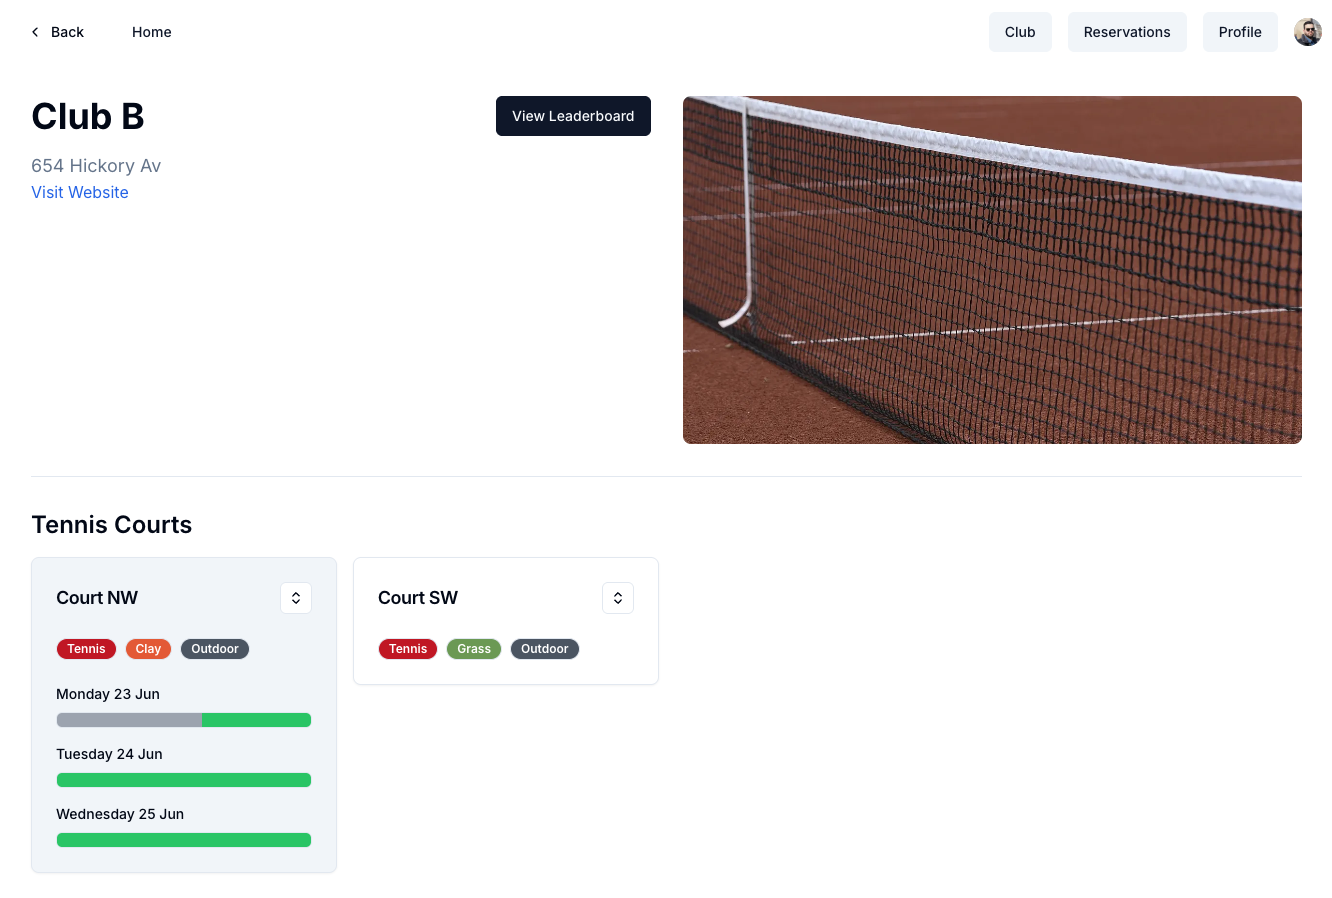 Back
Home
Club
Reservations
Profile
Club B
View Leaderboard
654 Hickory Av
Visit Website
Tennis Courts
Court NW
Tennis
Clay
Outdoor
Monday 23 Jun
Tuesday 24 Jun
Wednesday 25 Jun
Court SW
Tennis
Grass
Outdoor